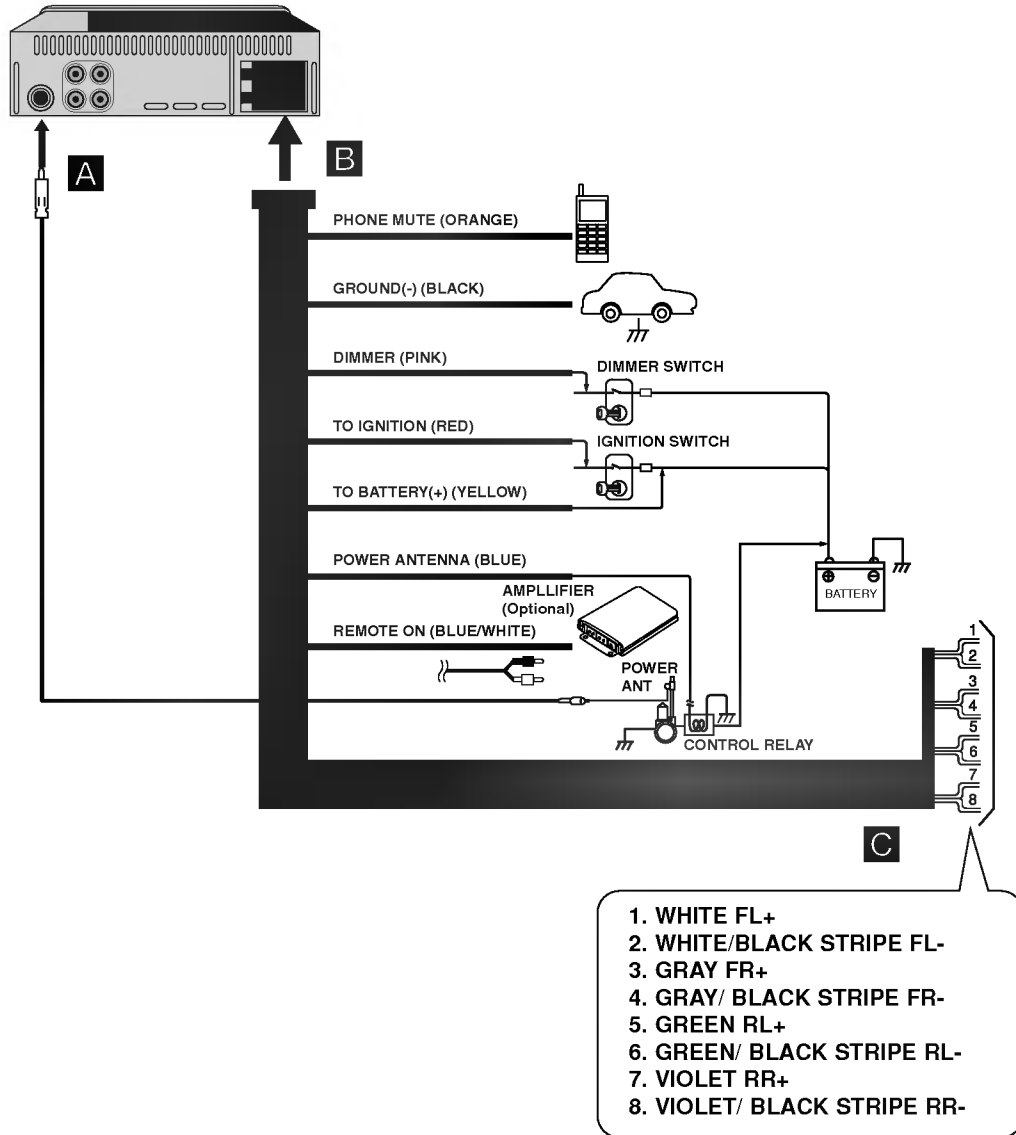 A
B
PHONE MUTE (ORANGE)
GROUND(-) (BLACK)
DIMMER (PINK)
DIMMER SWITCH
TO IGNITION (RED)
IGNITION SWITCH
TO BATTERY(+) (YELLOW)
POWER ANTENNA (BLUE)
BATTERY
AMPLLIFIER
(Optional)
REMOTE ON (BLUE/WHITE)
POWER
ANT
CONTROL RELAY
1
2
3
4
5
6
7
8
C
1. WHITE FL+
2. WHITE/BLACK STRIPE FL-
3. GRAY FR+
4. GRAY/ BLACK STRIPE FR-
5. GREEN RL+
6. GREEN/ BLACK STRIPE RL-
7. VIOLET RR+
8. VIOLET/ BLACK STRIPE RR-